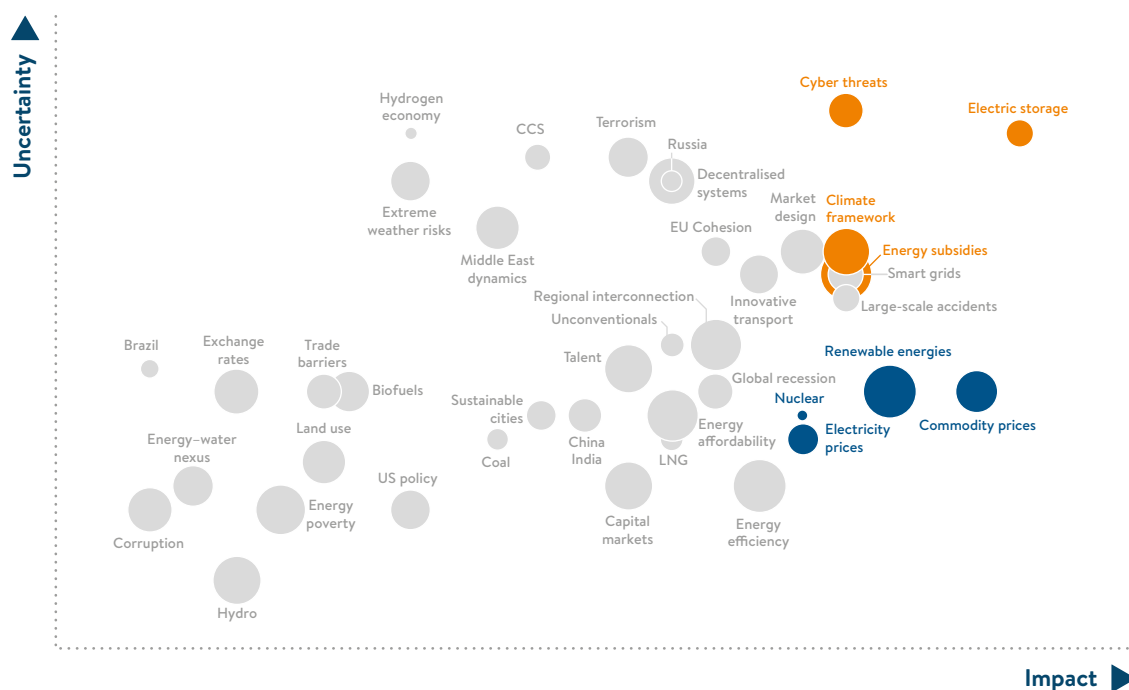 Uncertainty
Cyber threats
Hydrogen
economy
Electric storage
CCS
Terrorism
Russia
Decentralised
systems
Market
design
Climate
framework
Extreme
weather risks
EU Cohesion
Energy subsidies
Middle East
dynamics
Smart grids
Regional interconnection
Innovative
transport
Large-scale accidents
Unconventionals
Brazil
Exchange
rates
Trade
barriers
Talent
Renewable energies
Biofuels
Global recession
Sustainable
cities
Nuclear
Commodity prices
Energy–water
nexus
Land use
China
India
Energy
affordability
Electricity
prices
Coal
LNG
US policy
Energy
poverty
Capital
markets
Energy
efficiency
Corruption
Hydro
Impact